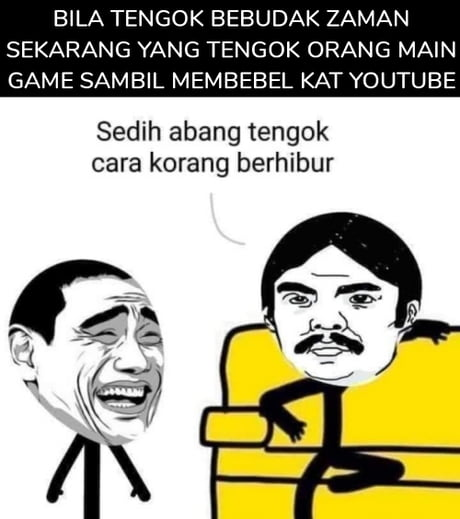 BILA TENGOK BEBUDAK ZAMAN
SEKARANG YANG TENGOK ORANG MAIN
GAME SAMBIL MEMBEBEL KAT YOUTUBE
Sedih abang tengok
cara korang berhibur